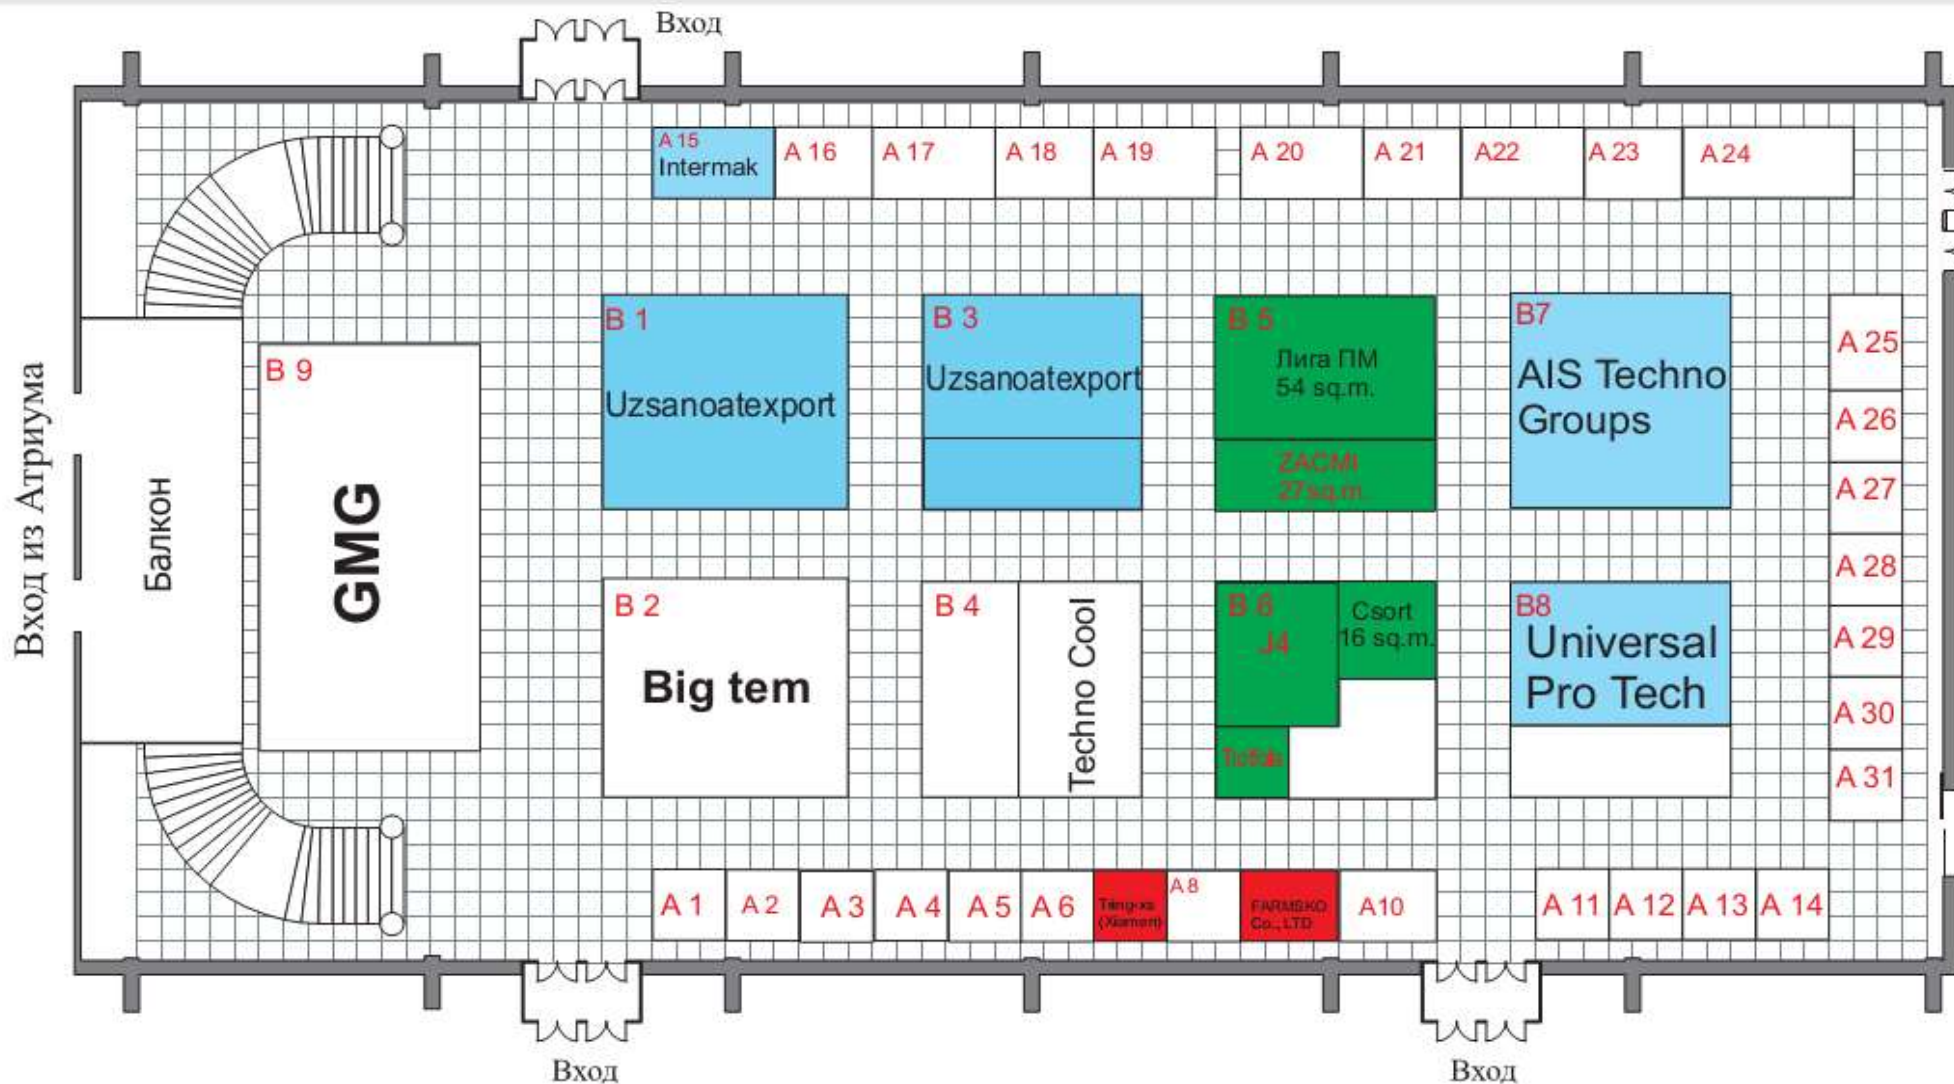 Вход
A 15
Intermak
A 16
A 17
A 18
A 19
A 20
A 21
A22
A 23
A 24
B 1
Uzsanoatexport
B 3
Uzsanoatexport
B 5
Лига ПМ
54 sq.m.
ZACMI
27sq.m.
B7
AIS Techno
Groups
A 25
A 26
A 27
A 28
A 29
A 30
A 31
Вход из Атриума
Балкон
B 9
GMG
B 2
Big tem
B 4
Techno Cool
B 6
J4
Csort
16 sq.m.
B8
Universal
Pro Tech
A 1
A 2
A 3
A 4
A 5
A 6
(Xiamen)
A 8
FARMSKO
Co., LTD
A10
A 11
A 12
A 13
A 14
Вход
Вход